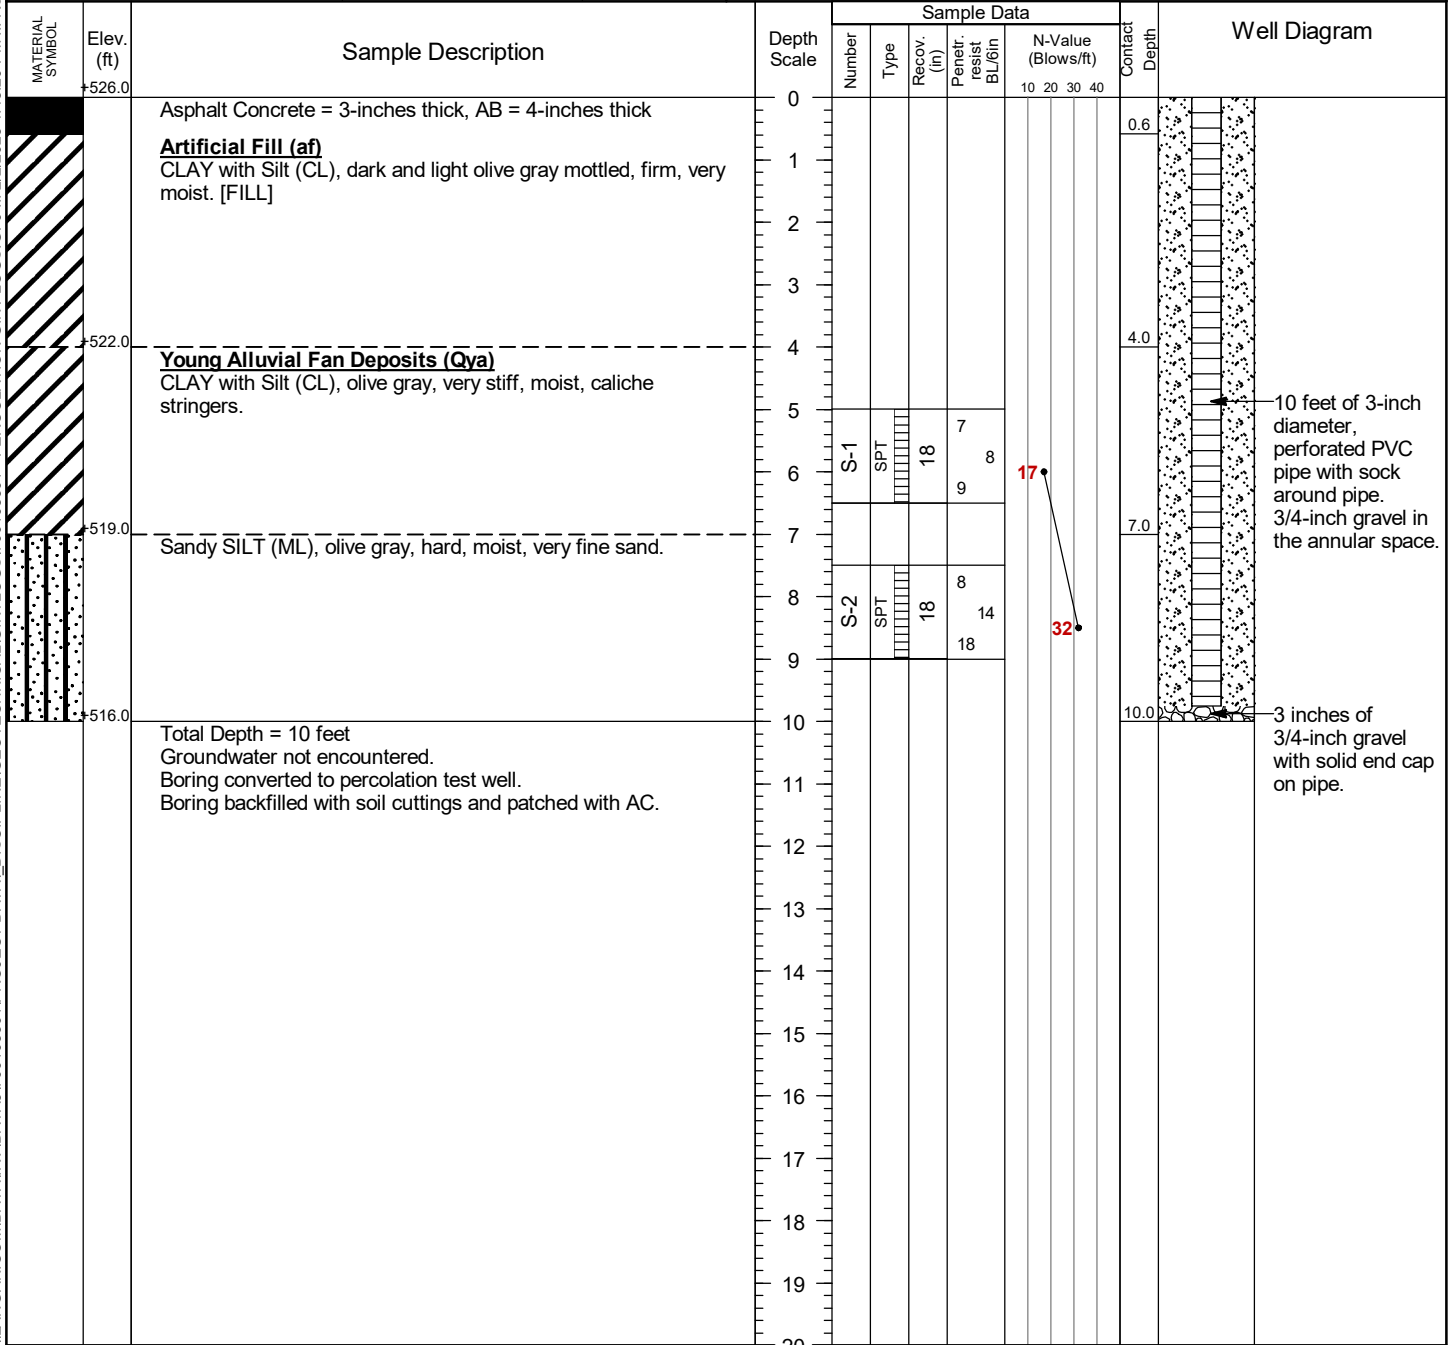 MATERIAL
SYMBOL
Elev.
(ft)
+526.0
Sample Description
Depth
Scale
Sample Data
Number
Type
Recov.
(in)
Penetr.
resist
BL/6in
N-Value
(Blows/ft)
10 20 30 40
Contact
Depth
Well Diagram
Asphalt Concrete = 3-inches thick, AB = 4-inches thick
Artificial Fill (af)
CLAY with Silt (CL), dark and light olive gray mottled, firm, very
moist. [FILL]
+522.0
Young Alluvial Fan Deposits (Qya)
CLAY with Silt (CL), olive gray, very stiff, moist, caliche
stringers.
+519.0
Sandy SILT (ML), olive gray, hard, moist, very fine sand.
+516.0
Total Depth = 10 feet
Groundwater not encountered.
Boring converted to percolation test well.
Boring backfilled with soil cuttings and patched with AC.
0
1
2
3
4
5
6
7
8
9
10
11
12
13
14
15
16
17
18
19
S-1
SPT
18
7
8
9
17
S-2
SPT
18
8
14
18
32
0.6
4.0
7.0
10.0
10 feet of 3-inch
diameter,
perforated PVC
pipe with sock
around pipe.
3/4-inch gravel in
the annular space.
3 inches of
3/4-inch gravel
with solid end cap
on pipe.